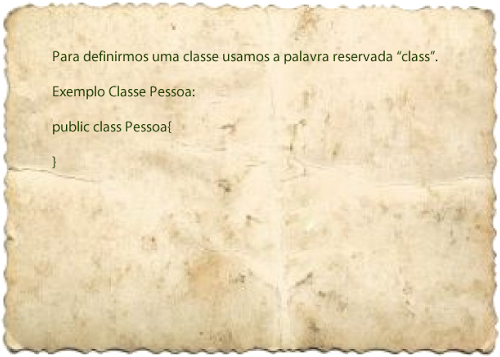 Para definirmos uma classe usamos a palavra reservada “class”.
Exemplo Classe Pessoa:
public class Pessoa{
}